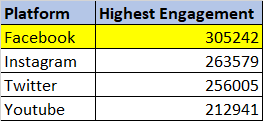 Platform Highest Engagement
Facebook 305242
Instagram 263579
Twitter 256005
Youtube 212941